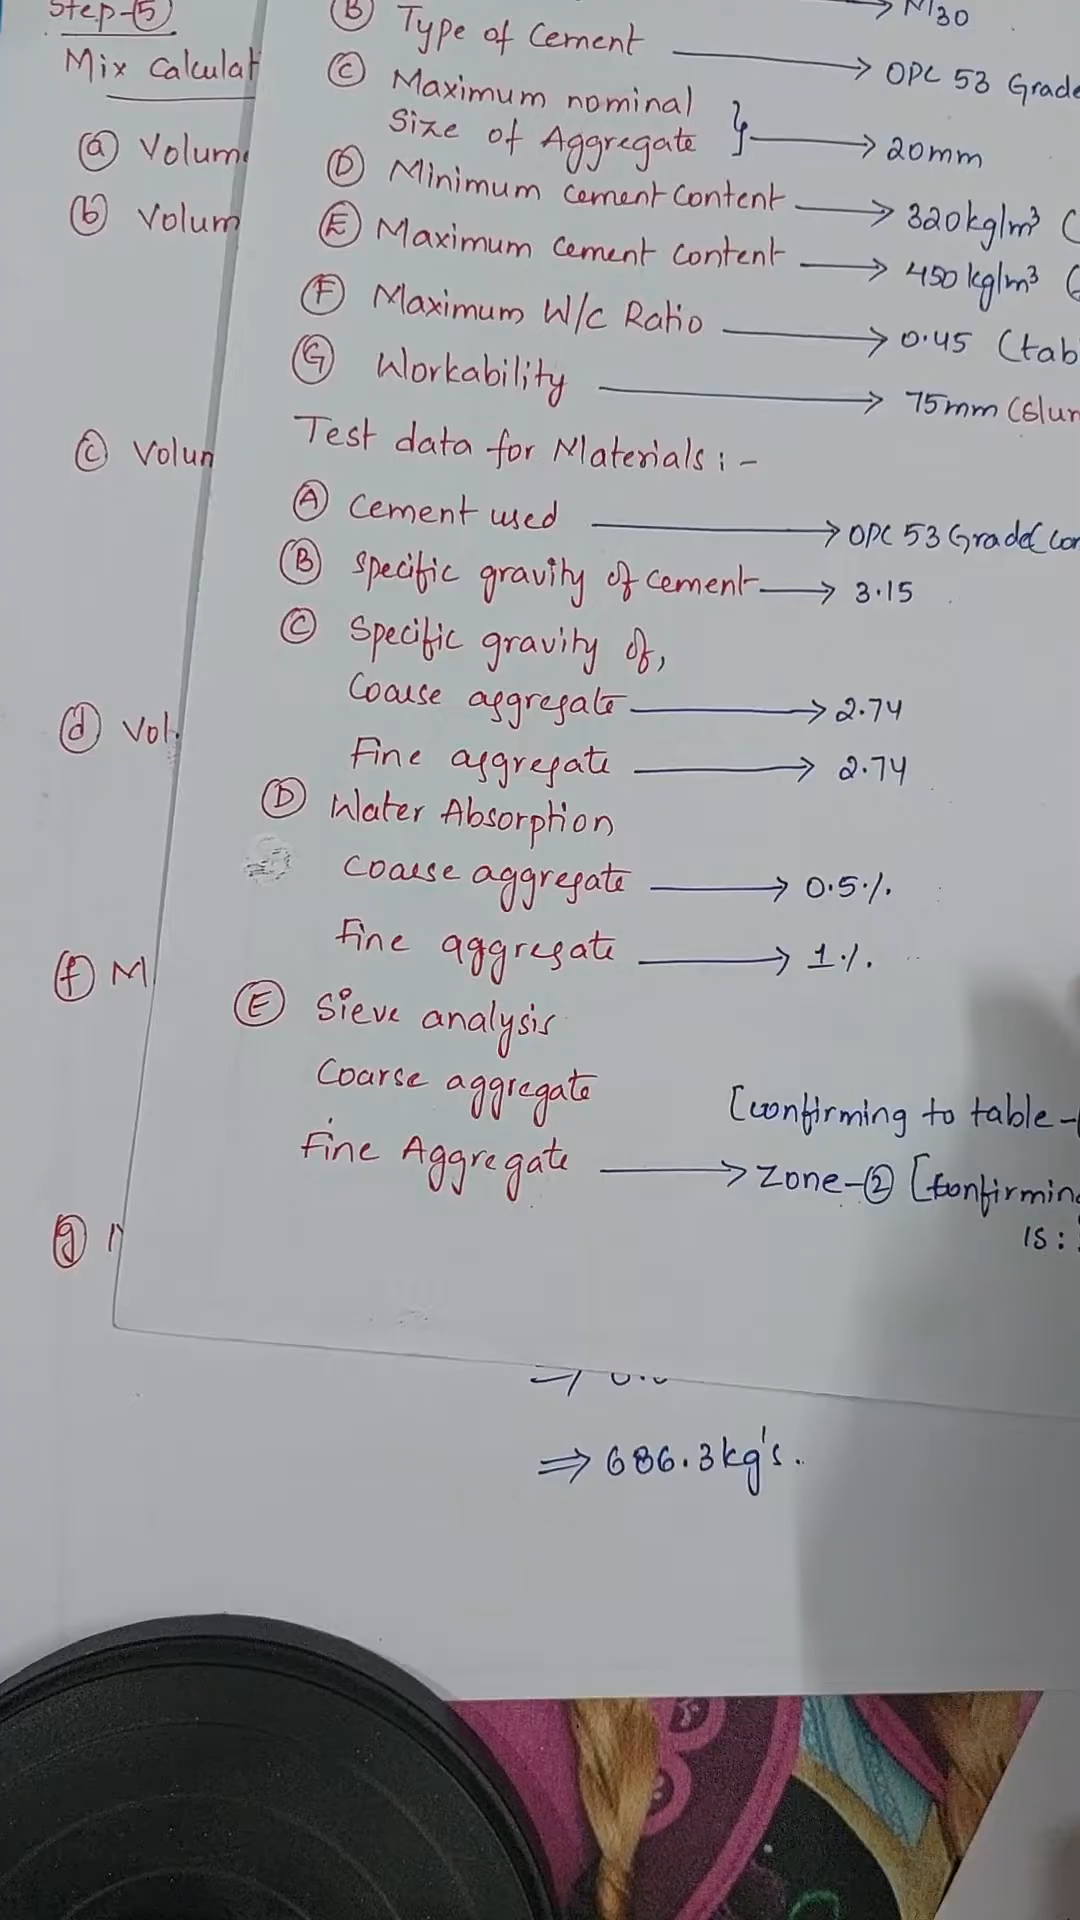 Step-5
Mix Calculat
(a) Volum
(b) Volum
(c) Volun
(d) Vol
(f) M
(g)
→ M30
(B) Type of Cement → OPC 53 Grade
(C) Maximum nominal
Size of Aggregate } → 20mm
(D) Minimum cement content → 320kg/m³ (
(E) Maximum cement content → 450kg/m³ (
(F) Maximum W/c Ratio → 0.45 (tab
(G) Workability → 75mm (slum
Test data for Materials :-
(A) Cement used → OPC 53 Grade( con
(B) Specific gravity of cement → 3.15
(C) Specific gravity of,
Coarse aggregate → 2.74
Fine aggregate → 2.74
(D) Water Absorption
Coarse aggregate → 0.5%.
Fine aggregate → 1%.
(E) Sieve analysis
Coarse aggregate
[confirming to table-
Fine Aggregate → Zone-(2) [confirming
IS:
⇒ 686.3kg's.